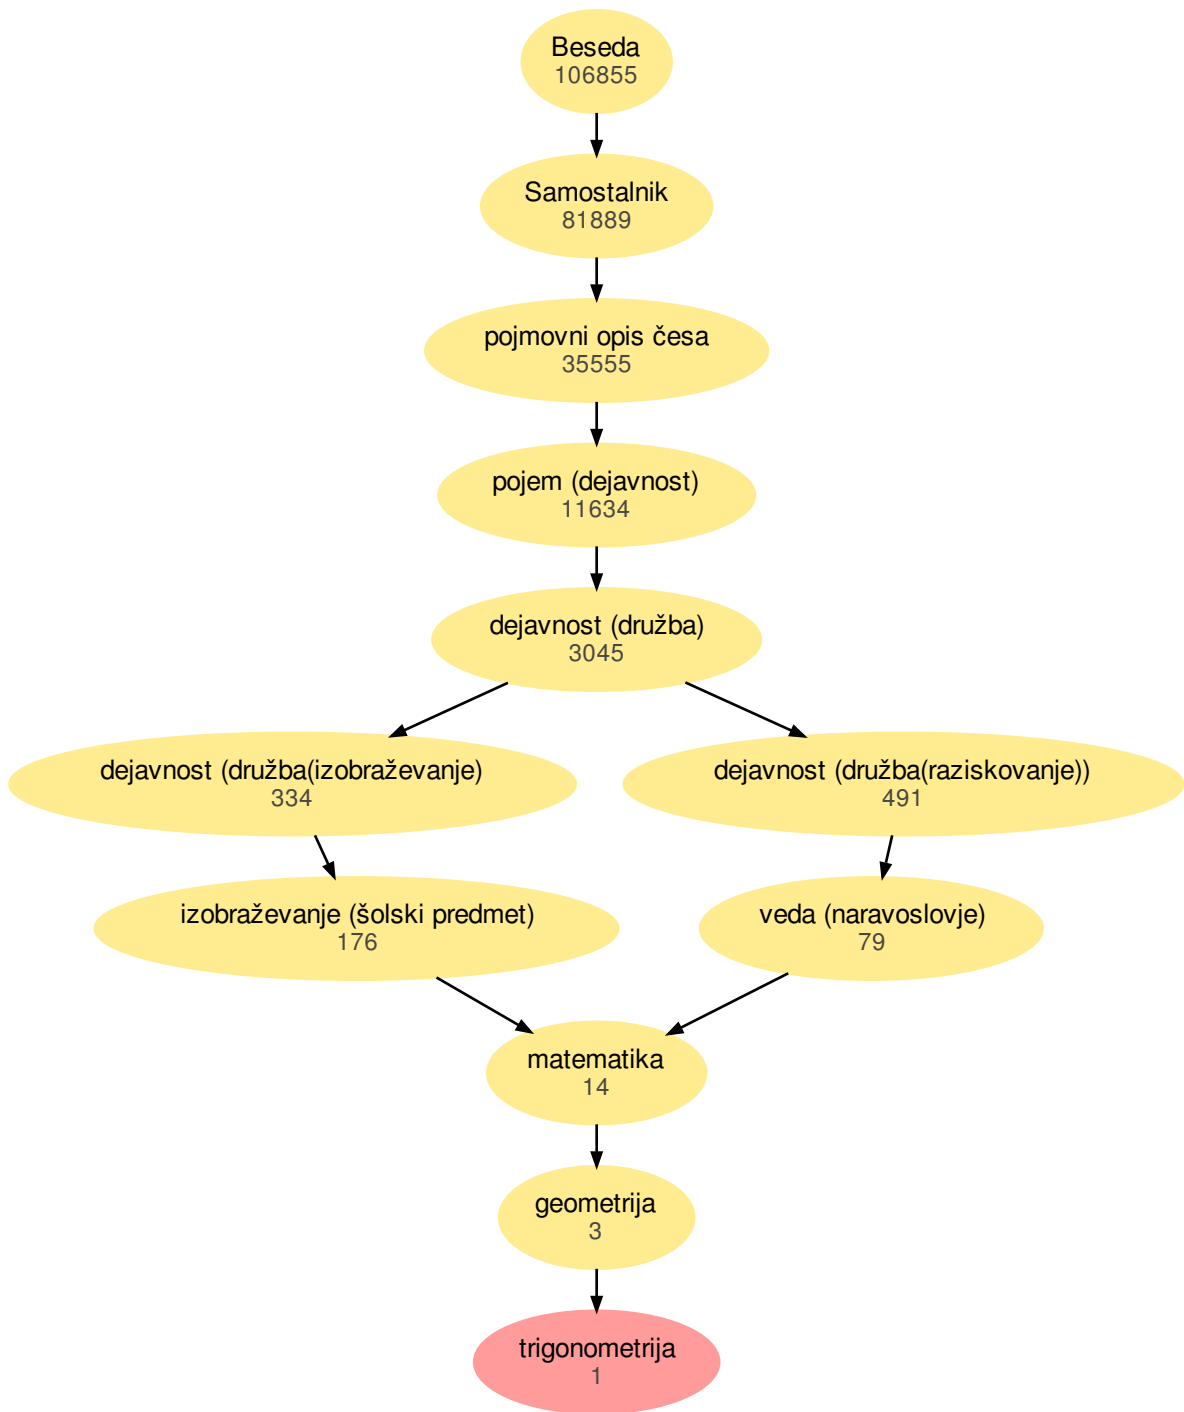 Beseda
106855
Samostalnik
81889
pojmovni opis česa
35555
pojem (dejavnost)
11634
dejavnost (družba)
3045
dejavnost (družba(izobraževanje)
334
dejavnost (družba(raziskovanje))
491
izobraževanje (šolski predmet)
176
veda (naravoslovje)
79
matematika
14
geometrija
3
trigonometrija
1